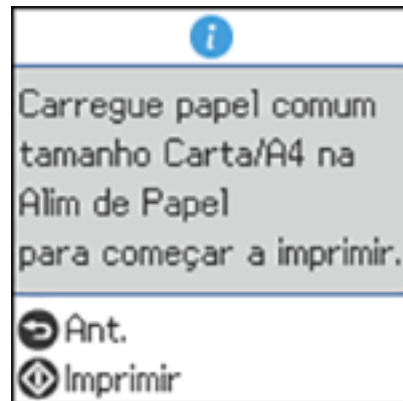 Carregue papel comum
tamanho Carta/A4 na
Alim de Papel
para começar a imprimir.
Ant.
Imprimir